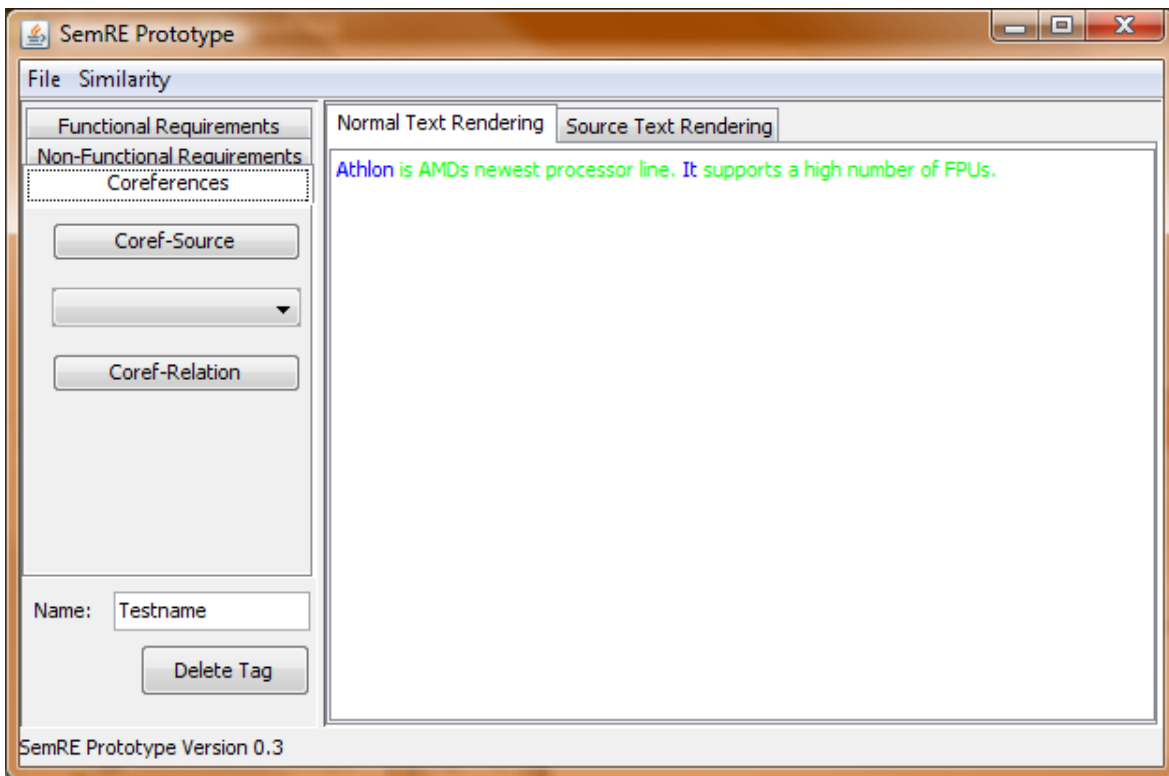 SemRE Prototype
File Similarity
Functional Requirements
Non-Functional Requirements
Coreferences
Coref-Source
Coref-Relation
Name: Testname
Delete Tag
Normal Text Rendering Source Text Rendering
Athlon is AMDs newest processor line. It supports a high number of FPUs.
SemRE Prototype Version 0.3